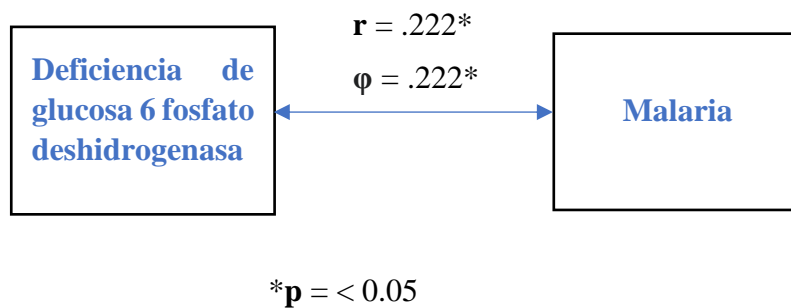 r = .222*
φ = .222*
Deficiencia de
glucosa 6 fosfato
deshidrogenasa
Malaria
*p = < 0.05